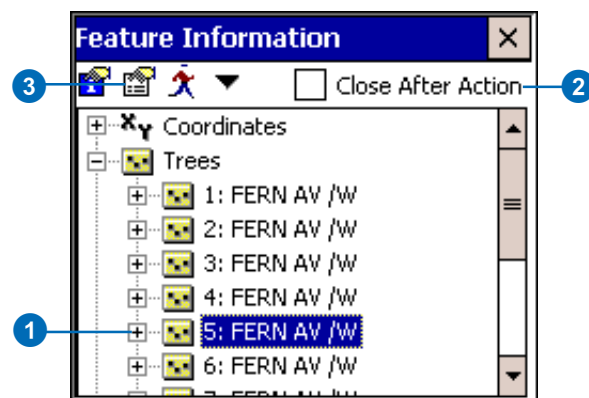 Feature Information
3
Close After Action
2
XY Coordinates
Trees
1: FERN AV /W
2: FERN AV /W
3: FERN AV /W
4: FERN AV /W
1
5: FERN AV /W
6: FERN AV /W